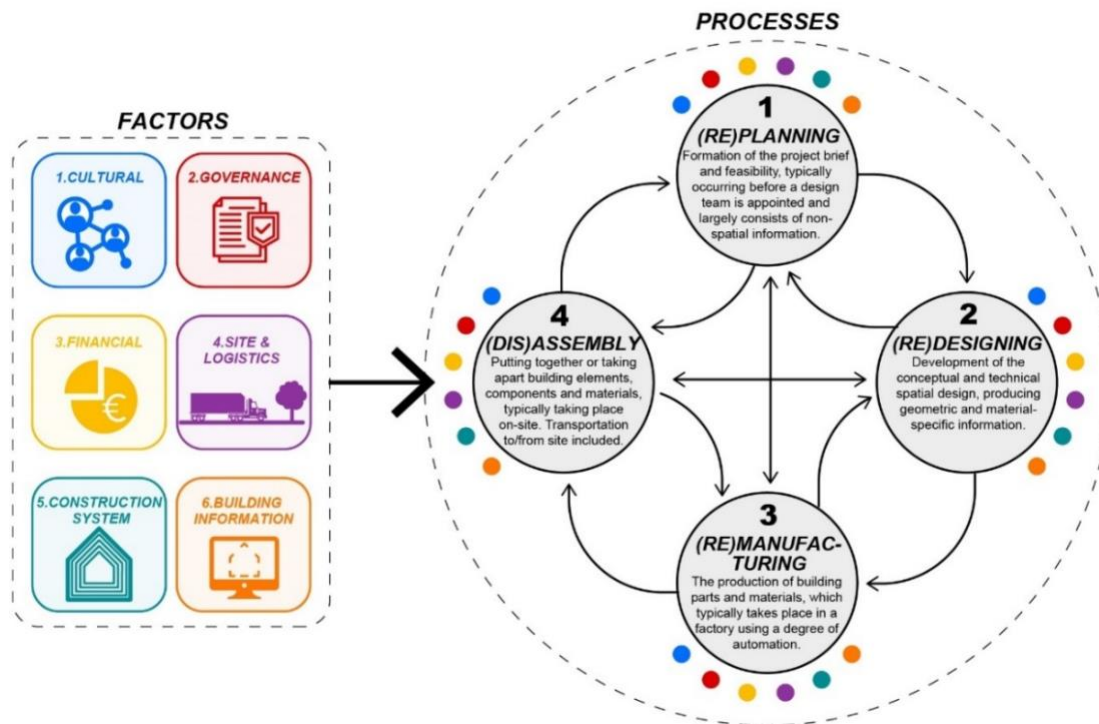 PROCESSES
FACTORS
1.CULTURAL
2.GOVERNANCE
3.FINANCIAL
4.SITE &
LOGISTICS
€
5.CONSTRUCTION
SYSTEM
6.BUILDING
INFORMATION
1
(RE)PLANNING
Formation of the project brief
and feasibility, typically
occurring before a design
team is appointed and
largely consists of non-
spatial information.
2
(RE)DESIGNING
Development of the
conceptual and technical
spatial design, producing
geometric and material-
specific information.
3
(RE)MANUFAC-
TURING
The production of building
parts and materials, which
typically takes place in a
factory using a degree of
automation.
4
(DIS)ASSEMBLY
Putting together or taking
apart building elements,
components and materials,
typically taking place
on-site. Transportation
to/from site included.